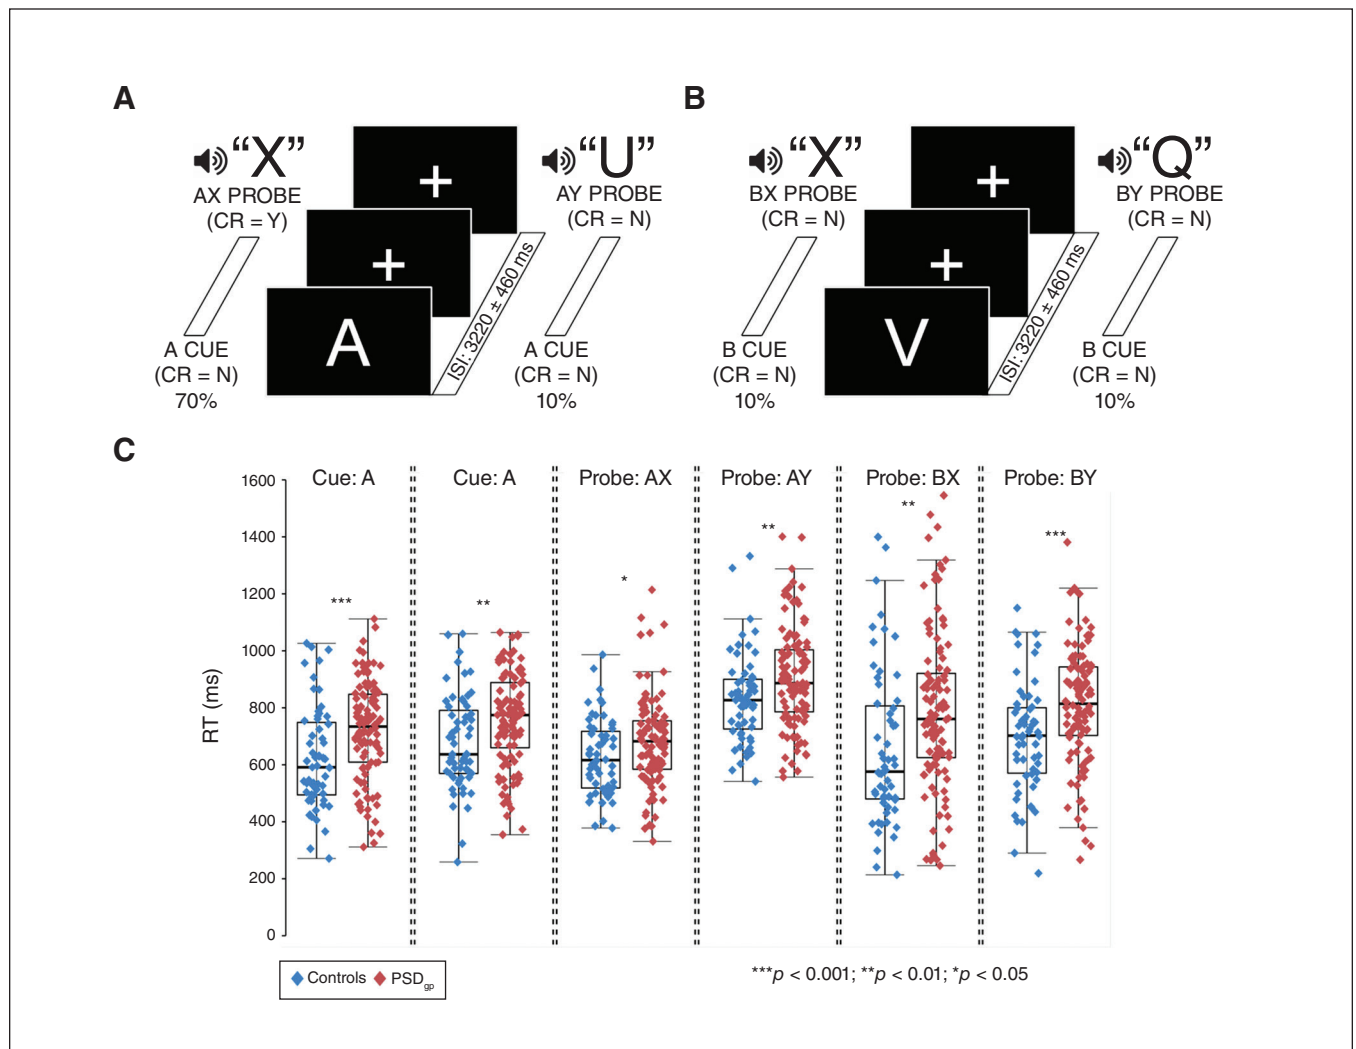 A
B
"X"
AX PROBE
(CR = Y)
+
+
A
ISI: 3220 ± 460 ms
"U"
AY PROBE
(CR = N)
A CUE
(CR = N)
70%
A CUE
(CR = N)
10%
"X"
BX PROBE
(CR = N)
+
+
V
ISI: 3220 ± 460 ms
"Q"
BY PROBE
(CR = N)
B CUE
(CR = N)
10%
B CUE
(CR = N)
10%
C
Cue: A
Cue: A
Probe: AX
Probe: AY
Probe: BX
Probe: BY
1600
1400
1200
1000
800
600
400
200
0
RT (ms)
***
**
*
**
**
***
Controls PSDgp
***p < 0.001; **p < 0.01; *p < 0.05